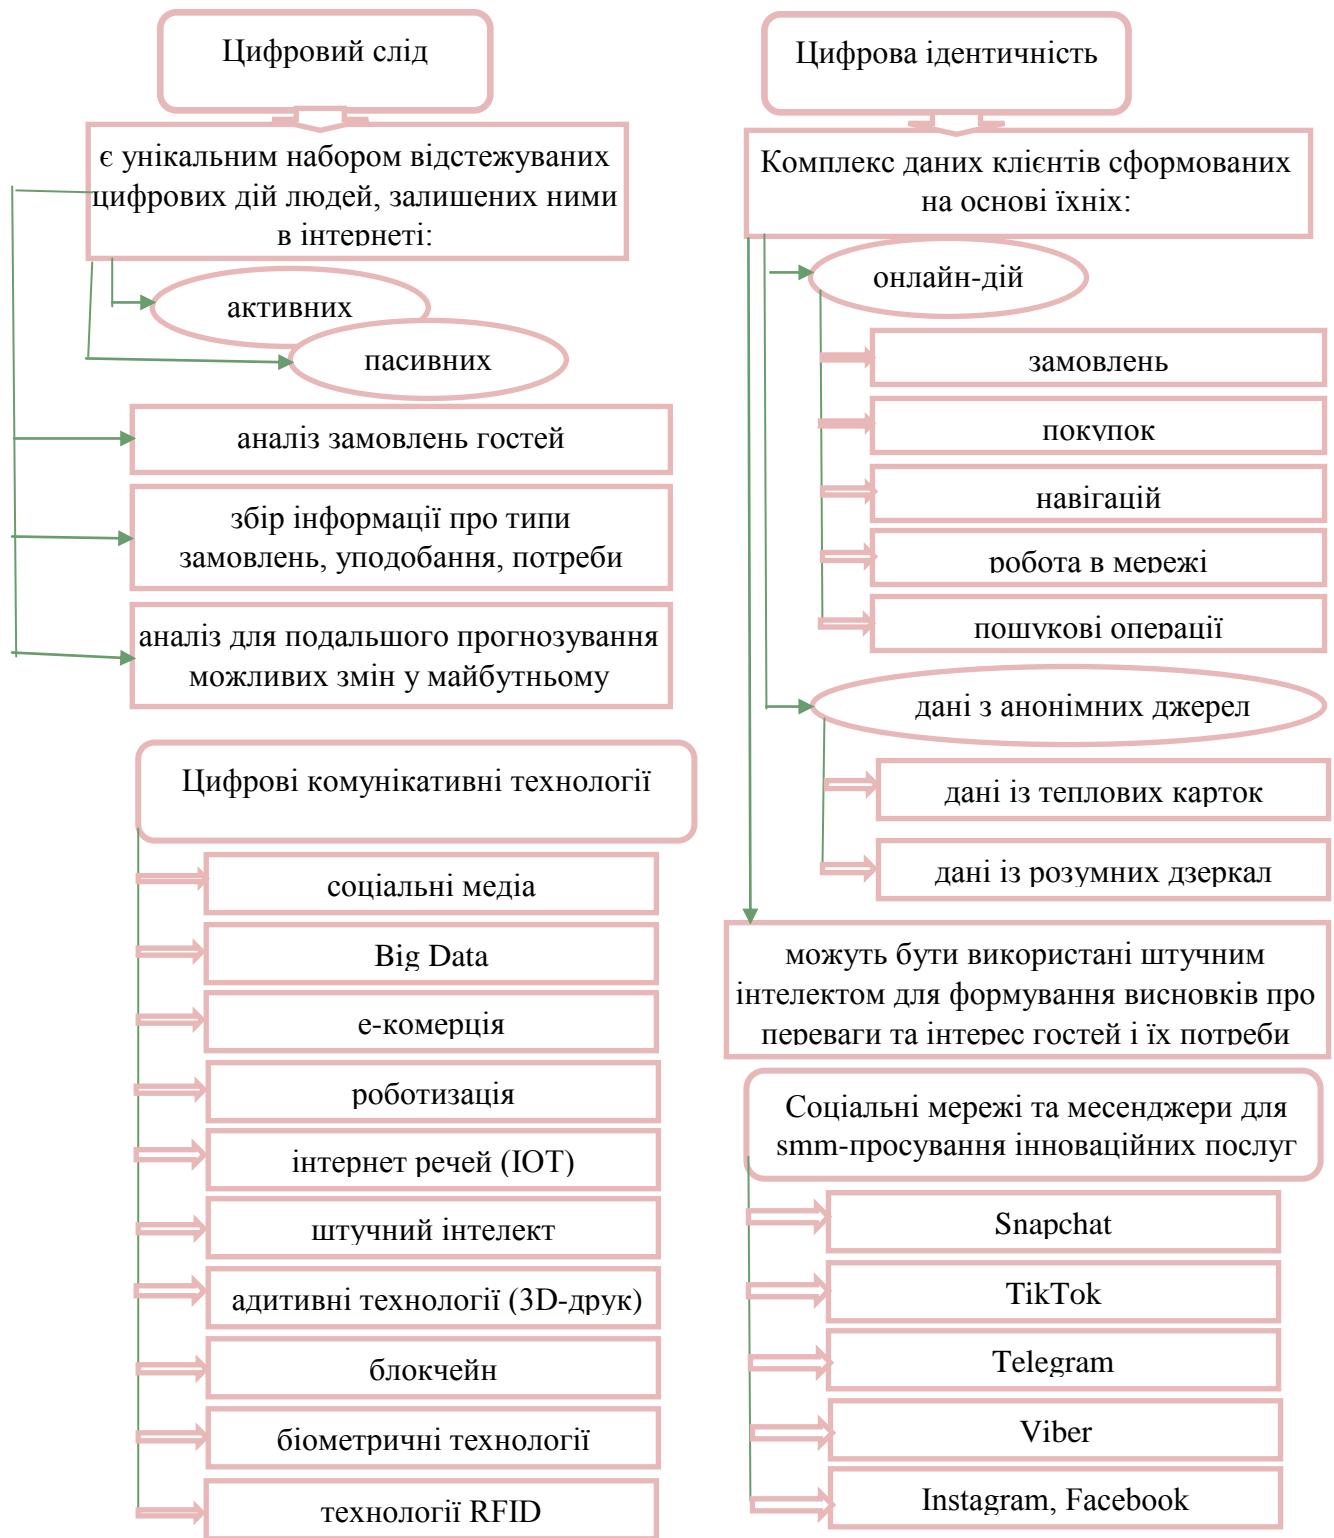 Цифровий слід
є унікальним набором відстежуваних
цифрових дій людей, залишених ними
в інтернеті:
активних
пасивних
аналіз замовлень гостей
збір інформації про типи
замовлень, уподобання, потреби
аналіз для подальшого прогнозування
можливих змін у майбутньому
Цифрові комунікативні технології
соціальні медіа
Big Data
е-комерція
роботизація
інтернет речей (IOT)
штучний інтелект
адитивні технології (3D-друк)
блокчейн
біометричні технології
технології RFID
Цифрова ідентичність
Комплекс даних клієнтів сформованих
на основі їхніх:
онлайн-дій
замовлень
покупок
навігацій
робота в мережі
пошукові операції
дані з анонімних джерел
дані із теплових карток
дані із розумних дзеркал
можуть бути використані штучним
інтелектом для формування висновків про
переваги та інтерес гостей і їх потреби
Соціальні мережі та месенджери для
smm-просування інноваційних послуг
Snapchat
TikTok
Telegram
Viber
Instagram, Facebook